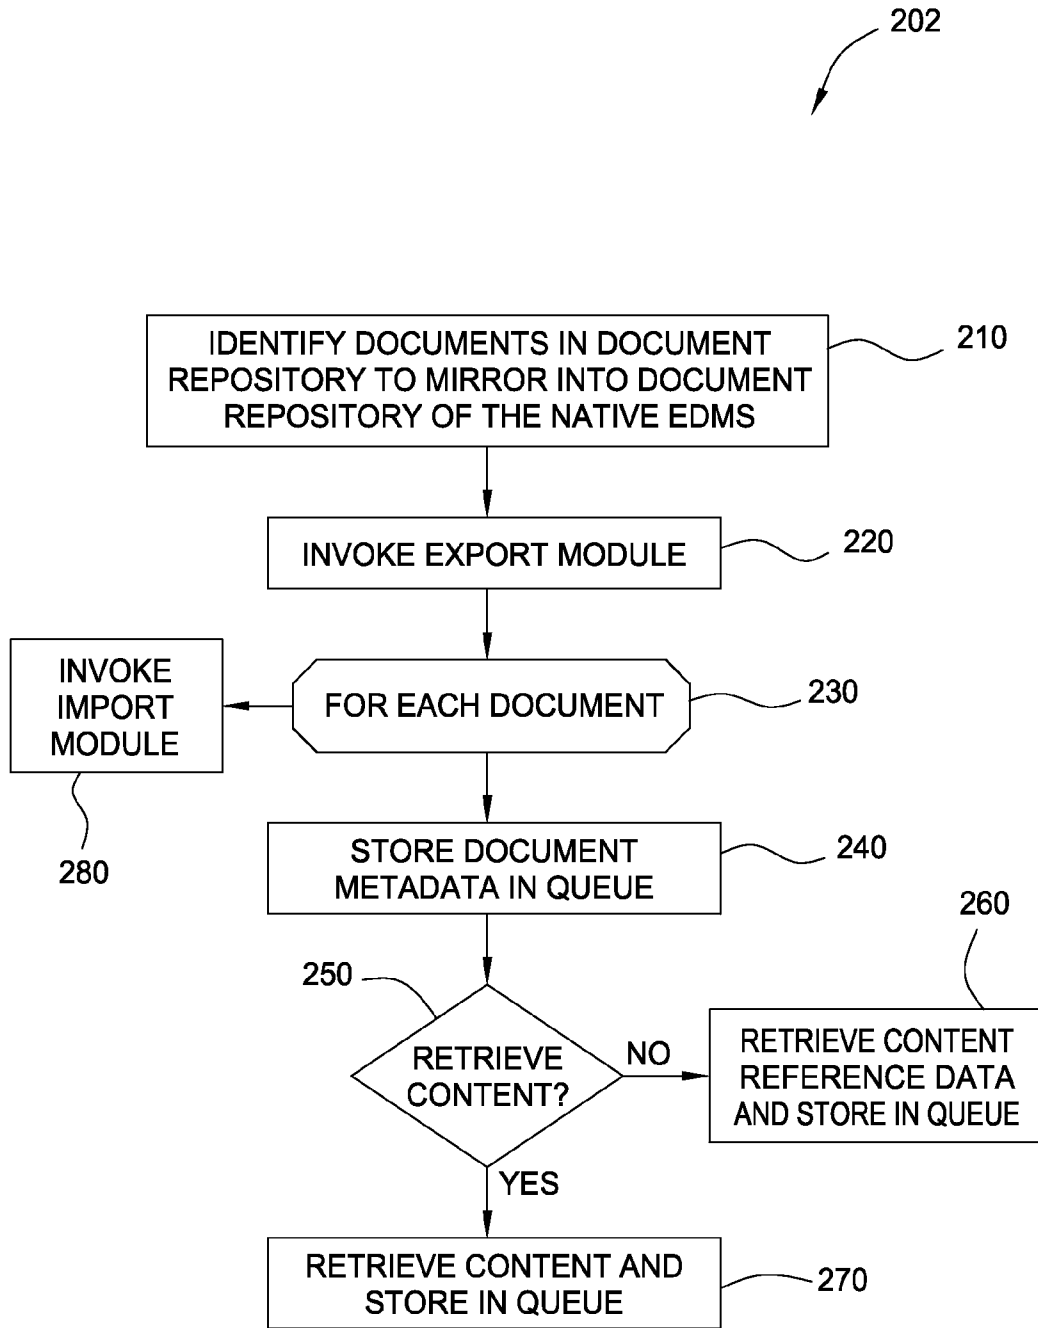 202
IDENTIFY DOCUMENTS IN DOCUMENT
REPOSITORY TO MIRROR INTO DOCUMENT
REPOSITORY OF THE NATIVE EDMS
210
INVOKE EXPORT MODULE
220
INVOKE
IMPORT
MODULE
280
FOR EACH DOCUMENT
230
STORE DOCUMENT
METADATA IN QUEUE
240
250
RETRIEVE
CONTENT?
NO
260
RETRIEVE CONTENT
REFERENCE DATA
AND STORE IN QUEUE
YES
RETRIEVE CONTENT AND
STORE IN QUEUE
270